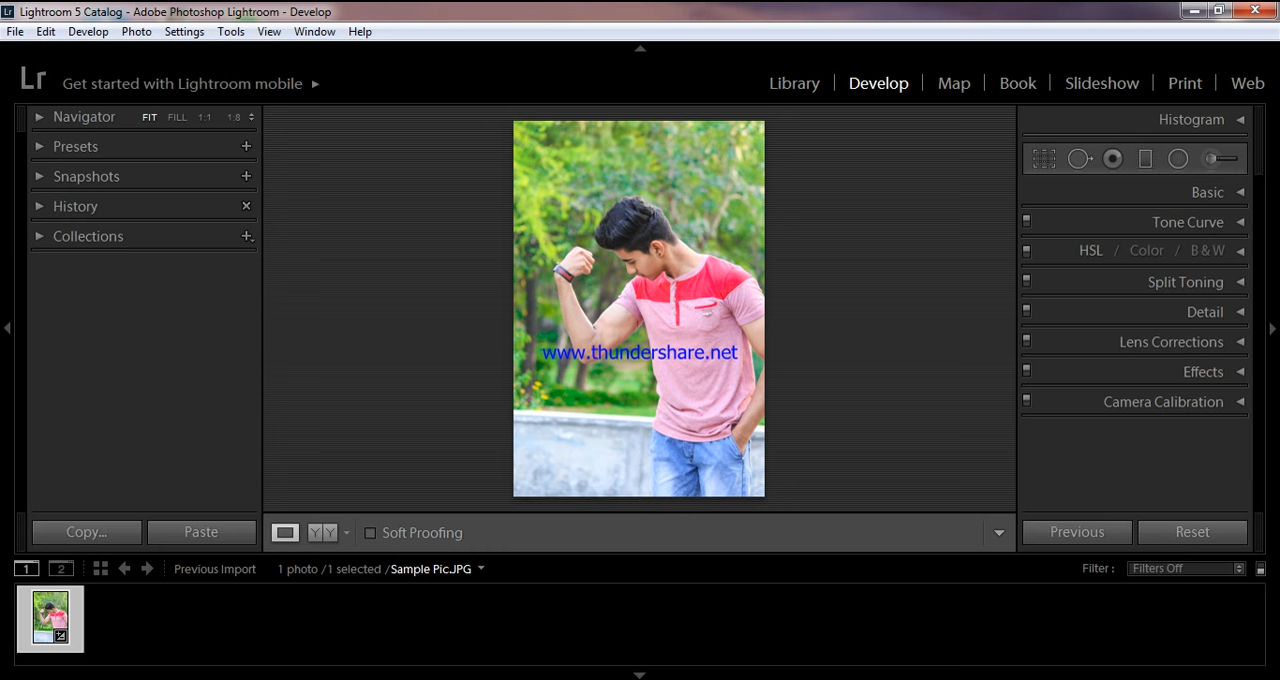 Lr Lightroom 5 Catalog - Adobe Photoshop Lightroom - Develop
File Edit Develop Photo Settings Tools View Window Help
Lr Get started with Lightroom mobile
Library Develop Map Book Slideshow Print Web
Navigator FIT FILL 1:1 1:8
Presets
Snapshots
History
Collections
www.thundershare.net
Histogram
Basic
Tone Curve
HSL / Color / B & W
Split Toning
Detail
Lens Corrections
Effects
Camera Calibration
Copy... Paste
Y Y Soft Proofing
Previous Reset
1 2 Previous Import 1 photo / 1 selected / Sample Pic.JPG
Filter : Filters Off